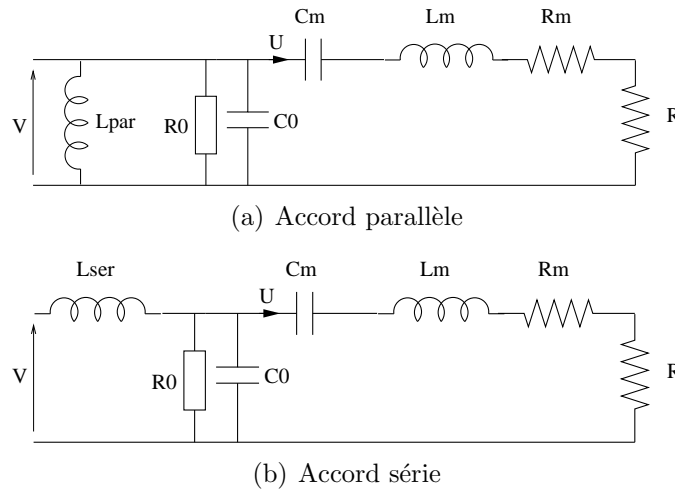 Cm Lm Rm
U
V Lpar R0 C0 R
(a) Accord parallèle
Lser Cm Lm Rm
U
V R0 C0 R
(b) Accord série